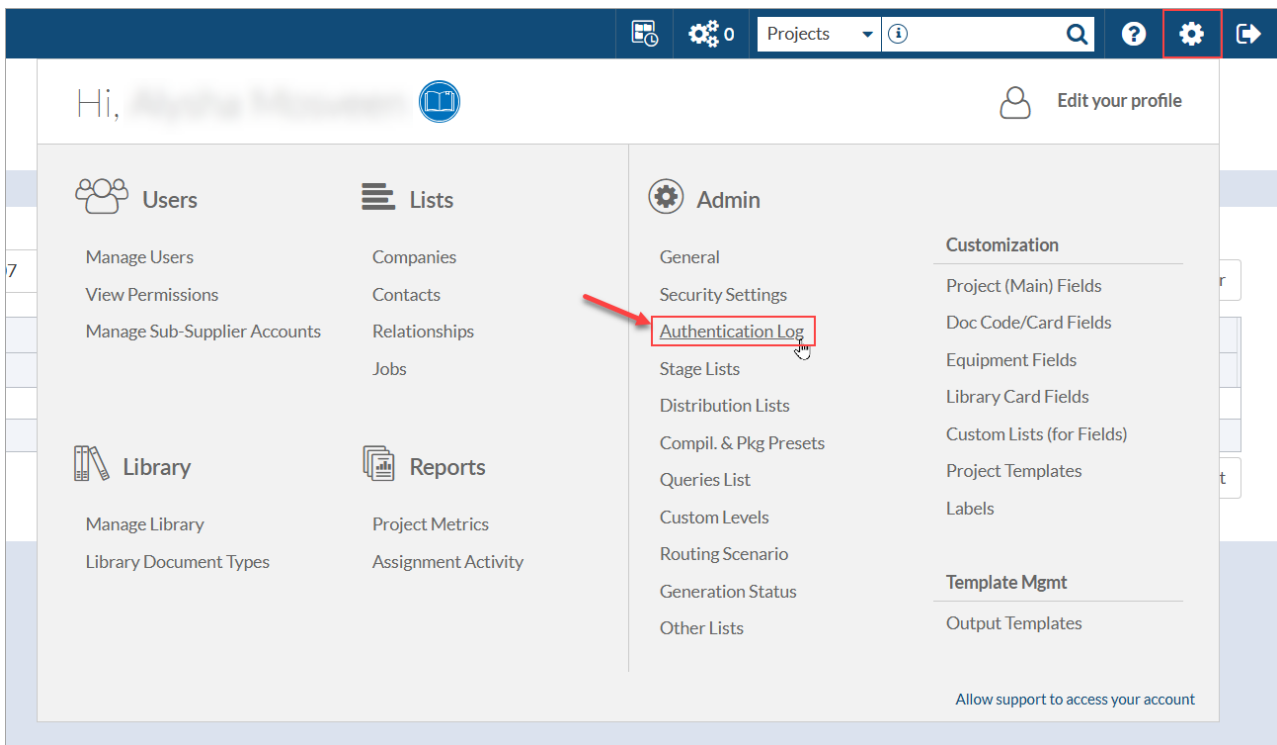 0
Projects
Hi,
Edit your profile
Users
Manage Users
View Permissions
Manage Sub-Supplier Accounts
Lists
Companies
Contacts
Relationships
Jobs
Library
Manage Library
Library Document Types
Reports
Project Metrics
Assignment Activity
Admin
General
Security Settings
Authentication Log
Stage Lists
Distribution Lists
Compil. & Pkg Presets
Queries List
Custom Levels
Routing Scenario
Generation Status
Other Lists
Customization
Project (Main) Fields
Doc Code/Card Fields
Equipment Fields
Library Card Fields
Custom Lists (for Fields)
Project Templates
Labels
Template Mgmt
Output Templates
Allow support to access your account